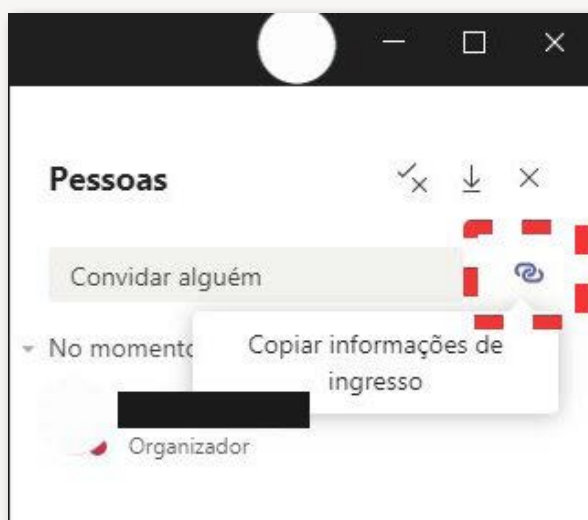 Pessoas
Convidar alguém
No momento
Copiar informações de
ingresso
Organizador